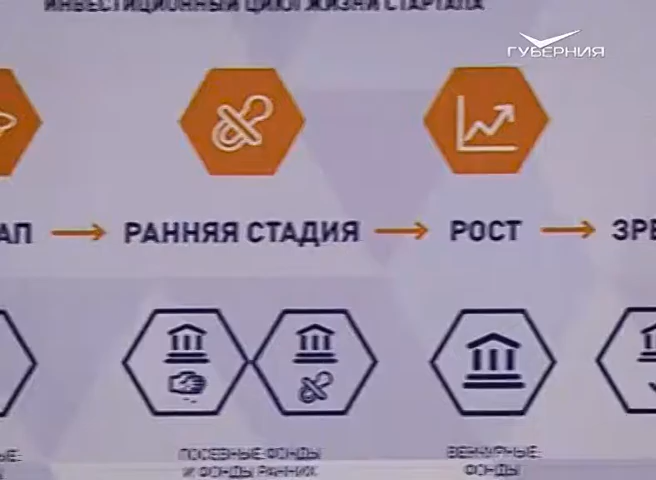 ИНВЕСТИЦИОННЫЙ ЦИКЛ ЖИЗНИ СТАРТАПА
ГУБЕРНИЯ
АП → РАННЯЯ СТАДИЯ → РОСТ → ЗРЕ
ПОСЕВНЫЕ ФОНДЫ ВЕНЧУРНЫЕ
И ФОНДЫ РАННИХ ФОНДЫ